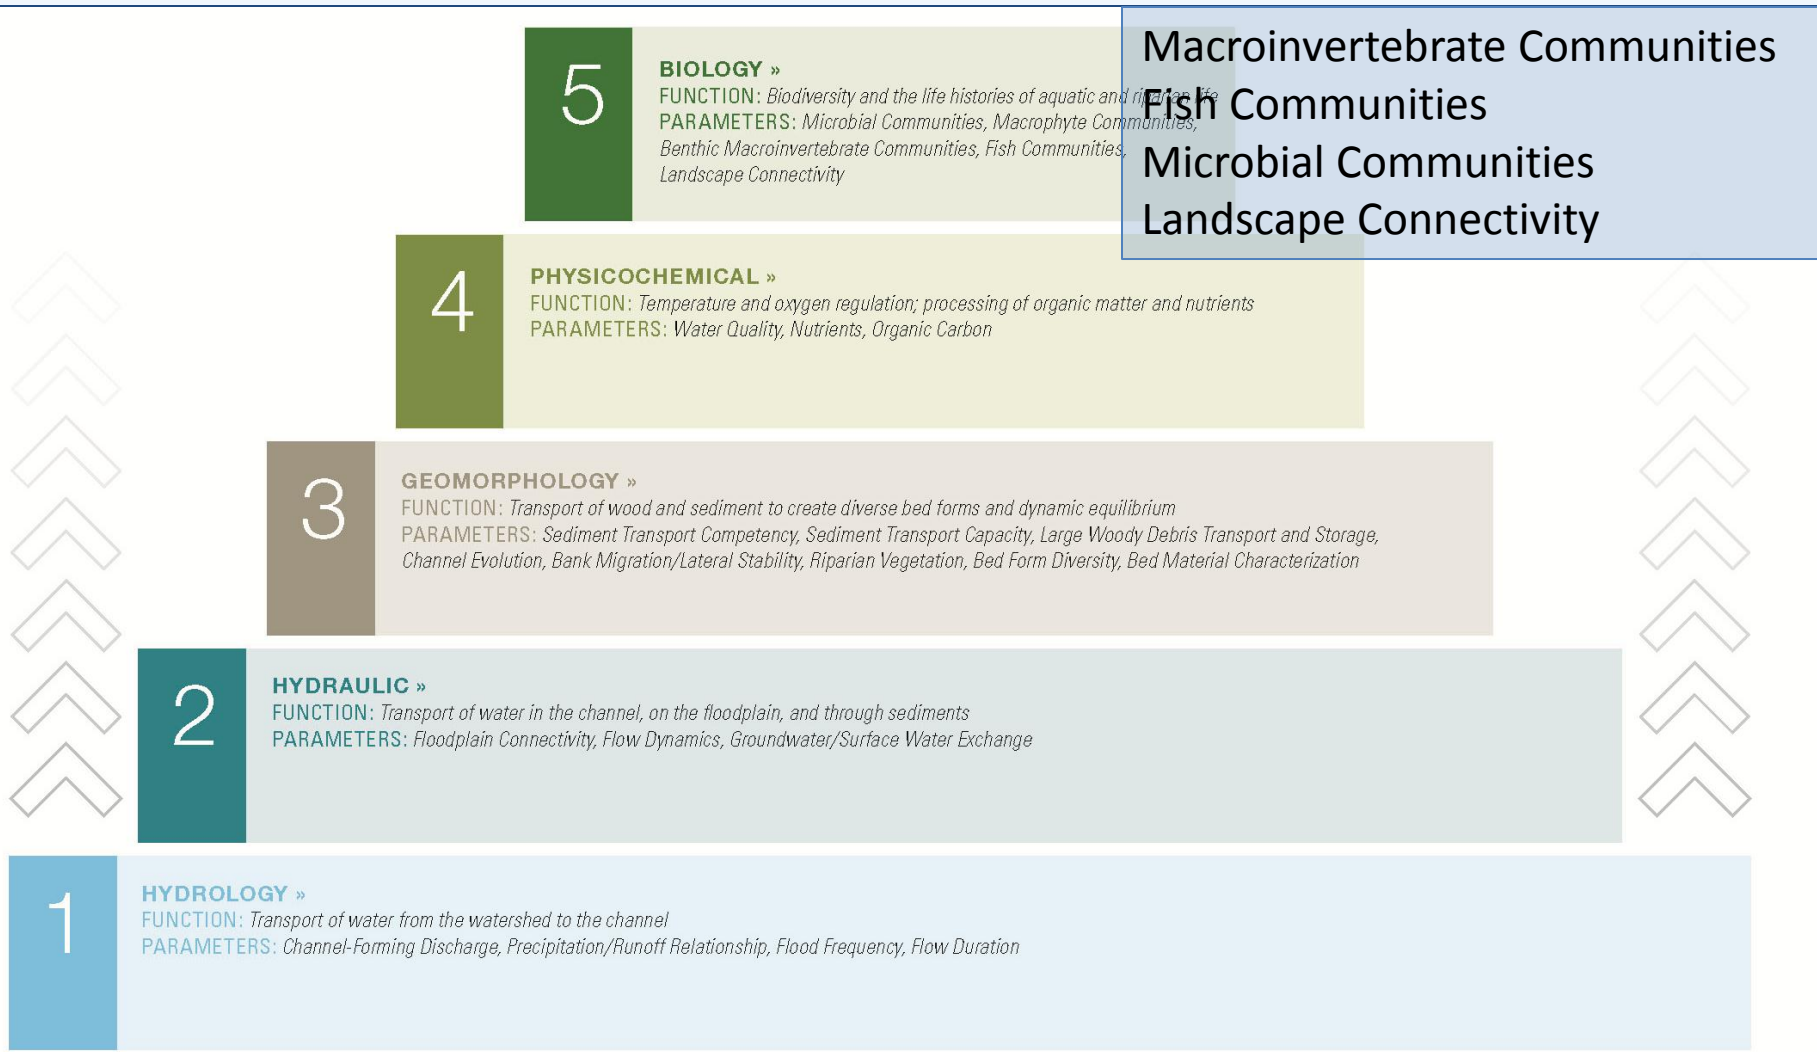 5
BIOLOGY »
FUNCTION: Biodiversity and the life histories of aquatic and riparian life
PARAMETERS: Microbial Communities, Macrophyte Communities,
Benthic Macroinvertebrate Communities, Fish Communities,
Landscape Connectivity
Macroinvertebrate Communities
Fish Communities
Microbial Communities
Landscape Connectivity
4
PHYSICOCHEMICAL »
FUNCTION: Temperature and oxygen regulation; processing of organic matter and nutrients
PARAMETERS: Water Quality, Nutrients, Organic Carbon
3
GEOMORPHOLOGY »
FUNCTION: Transport of wood and sediment to create diverse bed forms and dynamic equilibrium
PARAMETERS: Sediment Transport Competency, Sediment Transport Capacity, Large Woody Debris Transport and Storage,
Channel Evolution, Bank Migration/Lateral Stability, Riparian Vegetation, Bed Form Diversity, Bed Material Characterization
2
HYDRAULIC »
FUNCTION: Transport of water in the channel, on the floodplain, and through sediments
PARAMETERS: Floodplain Connectivity, Flow Dynamics, Groundwater/Surface Water Exchange
1
HYDROLOGY »
FUNCTION: Transport of water from the watershed to the channel
PARAMETERS: Channel-Forming Discharge, Precipitation/Runoff Relationship, Flood Frequency, Flow Duration